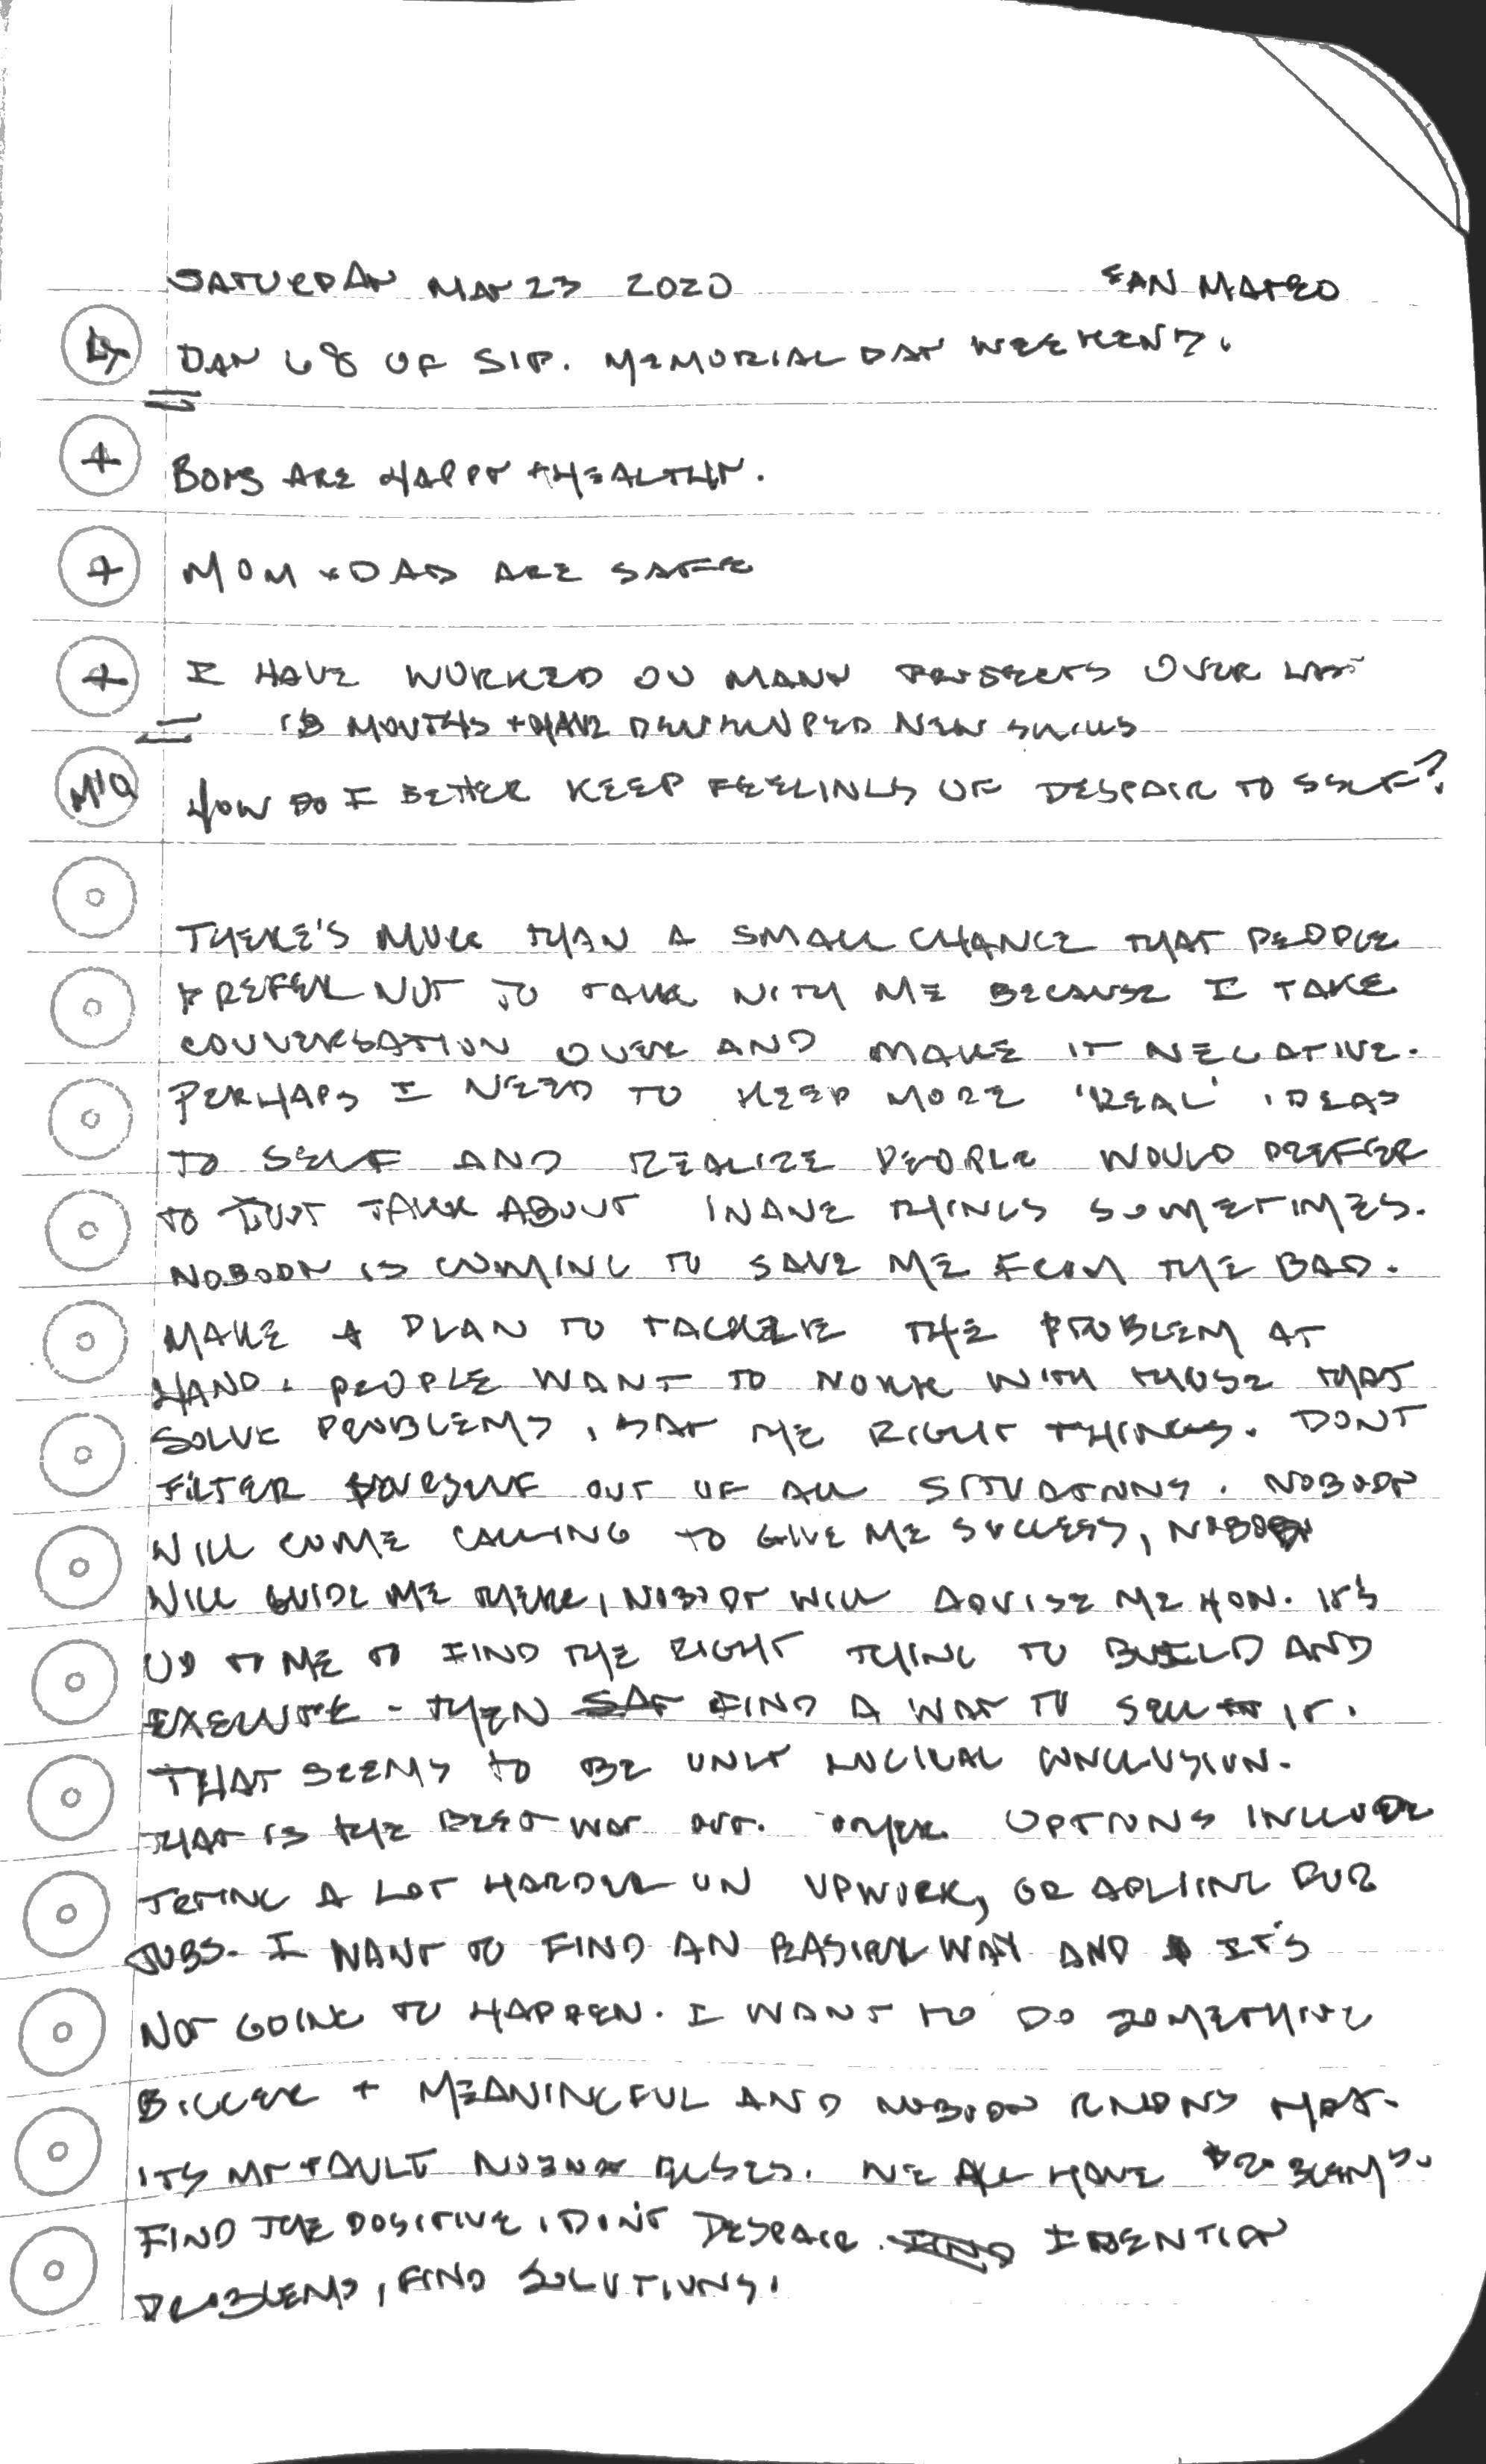 SATURDAY MAY 23 2020 SAN MATEO
DAY 68 OF SIP. MEMORIAL DAY WEEKEND.
+ BOYS ARE HAPPY + HEALTHY.
+ MOM + DAD ARE SAFE
+ I HAVE WORKED ON MANY PROJECTS OVER LAST
18 MONTHS + HAVE DEVELOPED NEW SKILLS
M'Q HOW DO I BETTER KEEP FEELINGS OF DESPAIR TO SELF?
THERE'S MORE THAN A SMALL CHANCE THAT PEOPLE
PREFER NOT TO TALK WITH ME BECAUSE I TAKE
CONVERSATION OVER AND MAKE IT NEGATIVE.
PERHAPS I NEED TO KEEP MORE 'REAL' IDEAS
TO SELF AND REALIZE PEOPLE WOULD PREFER
TO JUST TALK ABOUT INANE THINGS SOMETIMES.
NOBODY IS COMING TO SAVE ME FROM THE BAD.
MAKE A PLAN TO TACKLE THE PROBLEM AT
HAND. PEOPLE WANT TO WORK WITH THOSE THAT
SOLVE PROBLEMS, SAY THE RIGHT THINGS. DONT
FILTER YOURSELF OUT OF ALL SITUATIONS. NOBODY
WILL COME CALLING TO GIVE ME SUCCESS, NOBODY
WILL GUIDE ME THERE, NOBODY WILL ADVISE ME HOW. IT'S
UP TO ME TO FIND THE RIGHT THING TO BUILD AND
EXECUTE - THEN SAY FIND A WAY TO SELL IT.
THAT SEEMS TO BE ONLY LOGICAL CONCLUSION.
THAT IS THE BEST WAY OUT. OTHER OPTIONS INCLUDE
TRYING A LOT HARDER ON UPWORK, OR APPLYING FOR
JOBS. I WANT TO FIND AN EASIER WAY AND IT'S
NOT GOING TO HAPPEN. I WANT TO DO SOMETHING
BIGGER + MEANINGFUL AND NOBODY KNOWS THAT.
ITS MY FAULT NOBODY ELSES. WE ALL HAVE PROBLEMS.
FIND THE POSITIVE, DON'T DESPAIR. FIND IDENTIFY
PROBLEMS, FIND SOLUTIONS.